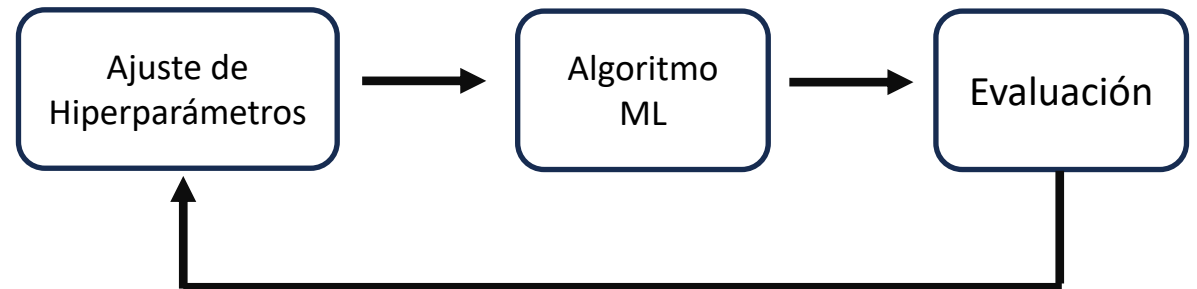 Ajuste de
Hiperparámetros
Algoritmo
ML
Evaluación